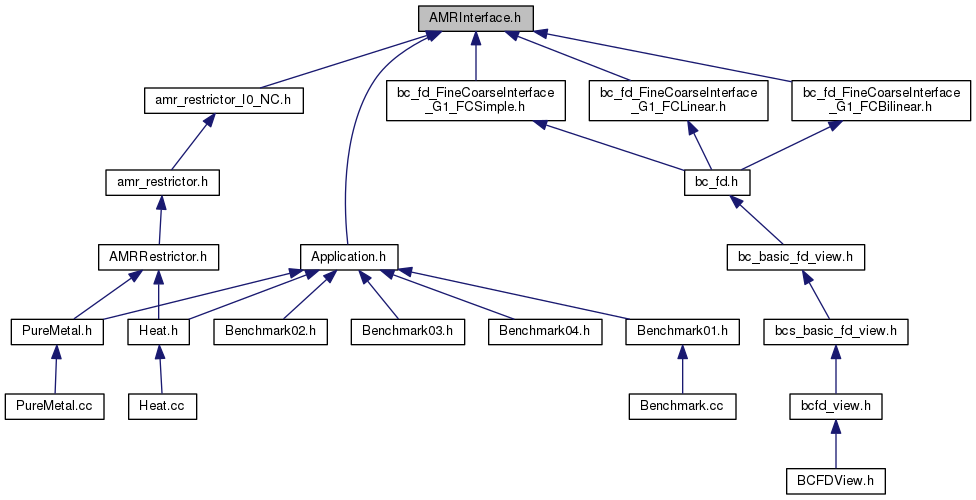 AMRInterface.h
amr_restrictor_l0_NC.h
bc_fd_FineCoarseInterface
_G1_FCSimple.h
bc_fd_FineCoarseInterface
_G1_FCLinear.h
bc_fd_FineCoarseInterface
_G1_FCBilinear.h
amr_restrictor.h
bc_fd.h
AMRRestrictor.h
Application.h
bc_basic_fd_view.h
PureMetal.h
Heat.h
Benchmark02.h
Benchmark03.h
Benchmark04.h
Benchmark01.h
bcs_basic_fd_view.h
PureMetal.cc
Heat.cc
Benchmark.cc
bcfd_view.h
BCFDView.h